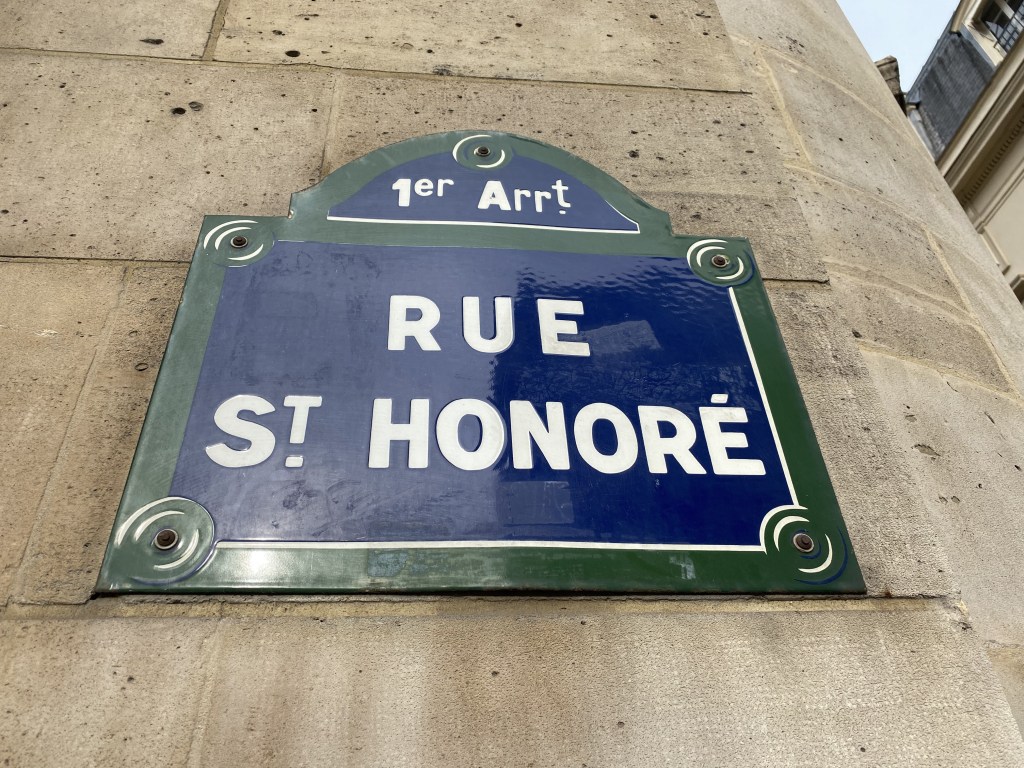 1er Arrt.
RUE
ST. HONORÉ